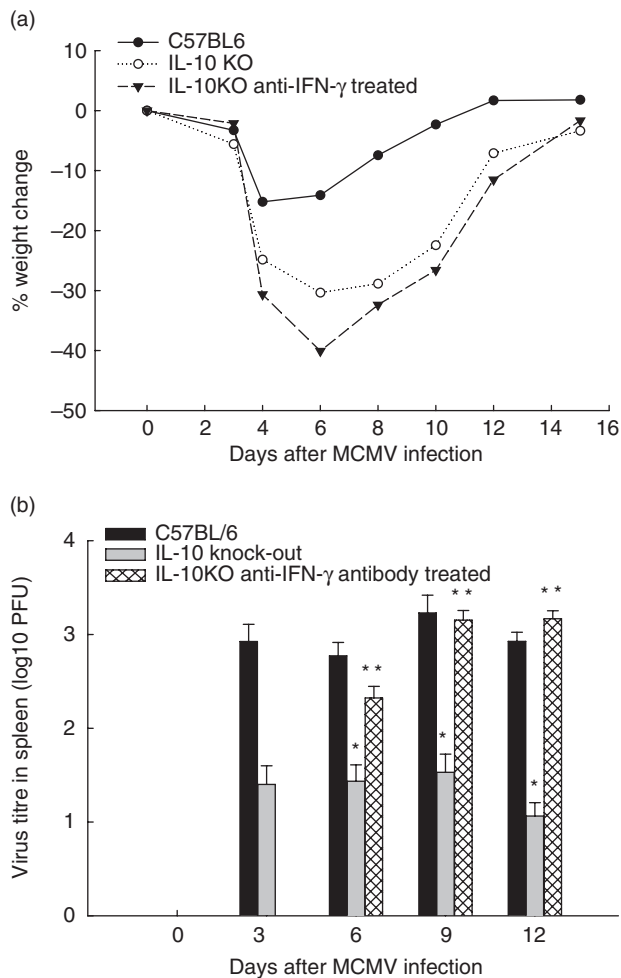 (a)
C57BL6
IL-10 KO
IL-10KO anti-IFN-γ treated
10
0
−10
−20
−30
−40
−50
% weight change
0 2 4 6 8 10 12 14 16
Days after MCMV infection
(b)
C57BL/6
IL-10 knock-out
IL-10KO anti-IFN-γ antibody treated
4
3
2
1
0
Virus titre in spleen (log10 PFU)
* ** * ** * **
0 3 6 9 12
Days after MCMV infection